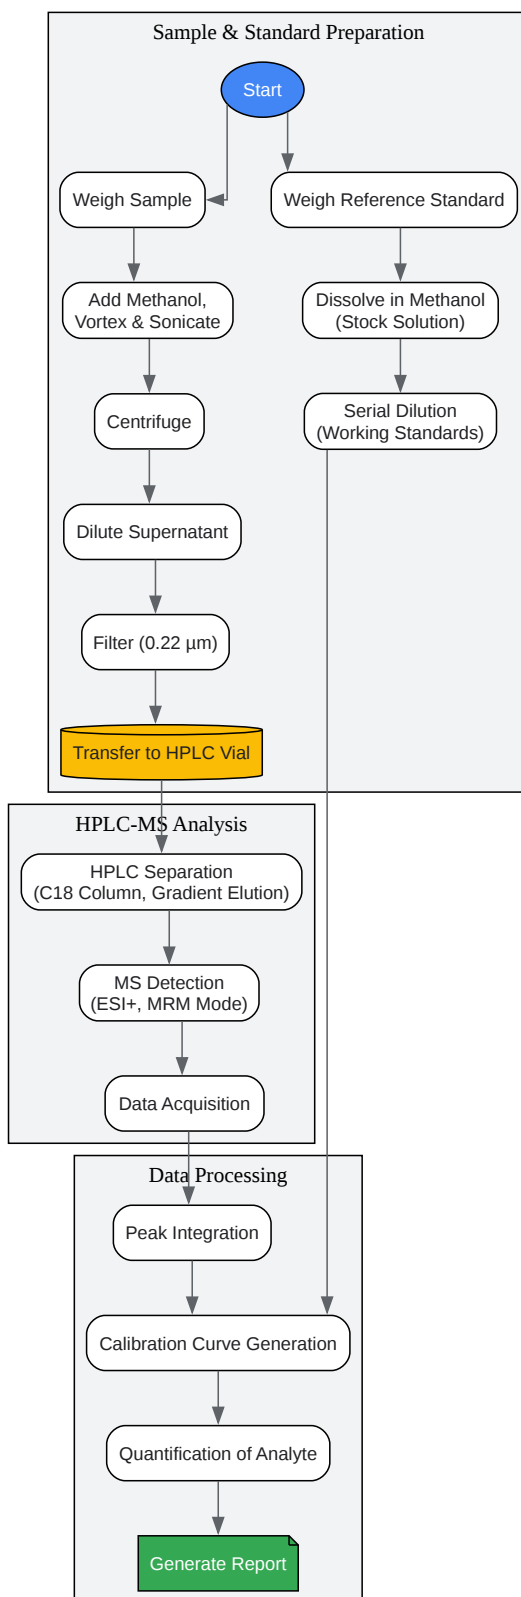 Sample & Standard Preparation
Start
Weigh Sample
Weigh Reference Standard
Add Methanol,
Vortex & Sonicate
Dissolve in Methanol
(Stock Solution)
Centrifuge
Serial Dilution
(Working Standards)
Dilute Supernatant
Filter (0.22 µm)
Transfer to HPLC Vial
HPLC-MS Analysis
HPLC Separation
(C18 Column, Gradient Elution)
MS Detection
(ESI+, MRM Mode)
Data Acquisition
Data Processing
Peak Integration
Calibration Curve Generation
Quantification of Analyte
Generate Report